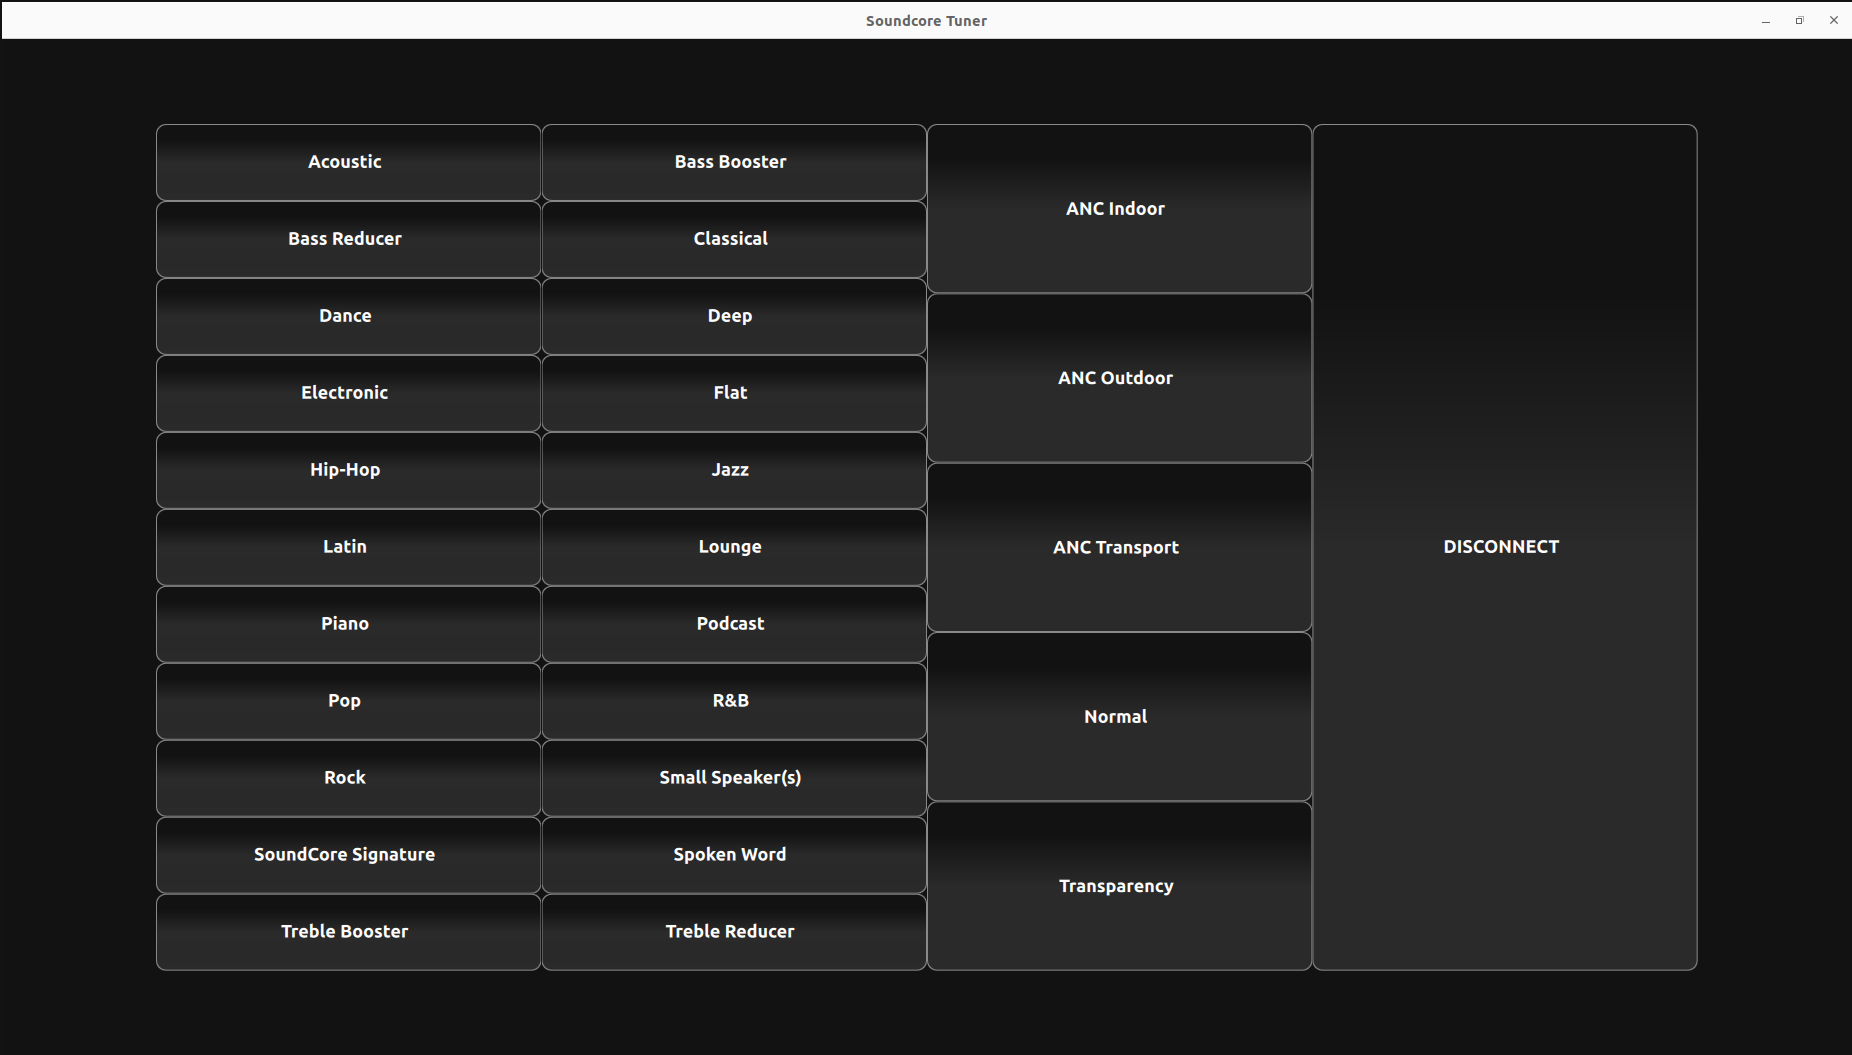 Soundcore Tuner
Acoustic
Bass Booster
Bass Reducer
Classical
Dance
Deep
Electronic
Flat
Hip-Hop
Jazz
Latin
Lounge
Piano
Podcast
Pop
R&B
Rock
Small Speaker(s)
SoundCore Signature
Spoken Word
Treble Booster
Treble Reducer
ANC Indoor
ANC Outdoor
ANC Transport
Normal
Transparency
DISCONNECT